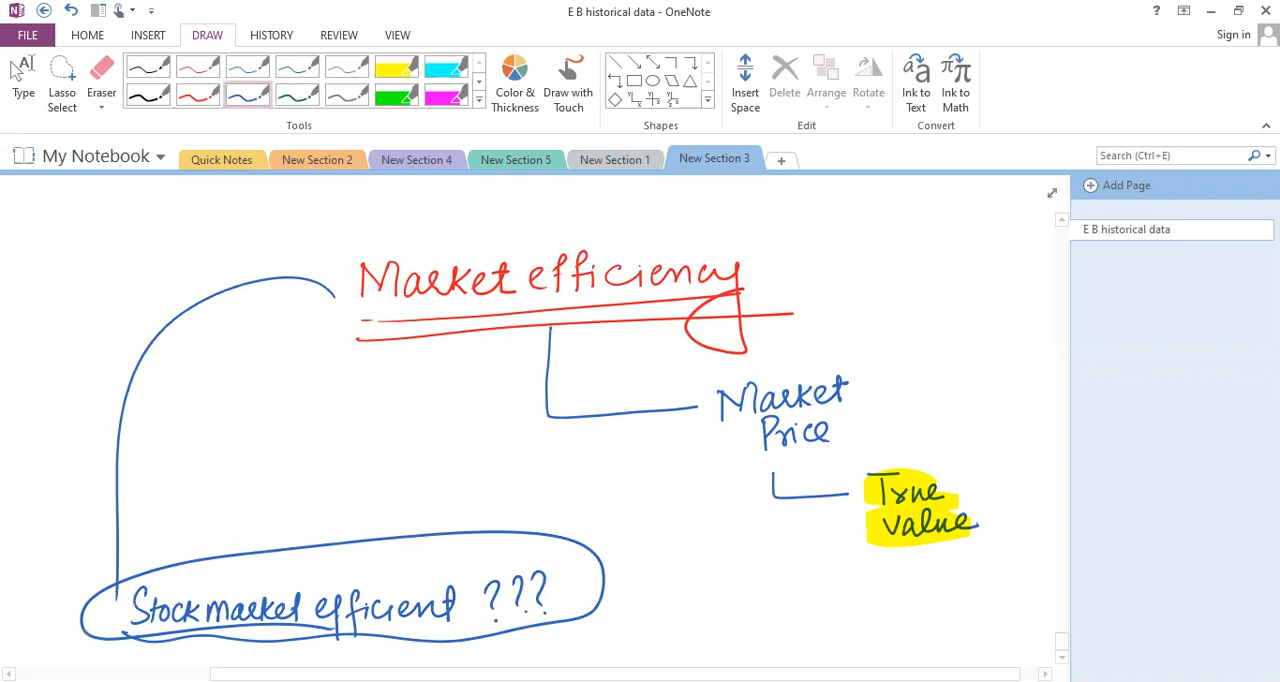 E B historical data - OneNote
? 
FILE HOME INSERT DRAW HISTORY REVIEW VIEW Sign in
Type Lasso Select Eraser Color & Thickness Draw with Touch Insert Space Delete Arrange Rotate Ink to Text Ink to Math
Tools Shapes Edit Convert
My Notebook Quick Notes New Section 2 New Section 4 New Section 5 New Section 1 New Section 3 Search (Ctrl+E)
Add Page
E B historical data
Market efficiency
Market
Price
True
value
Stock market efficient ???